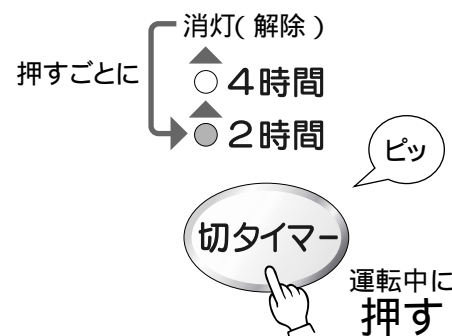 消灯(解除)
押すごとに
4時間
2時間
ピッ
切タイマー
運転中に
押す